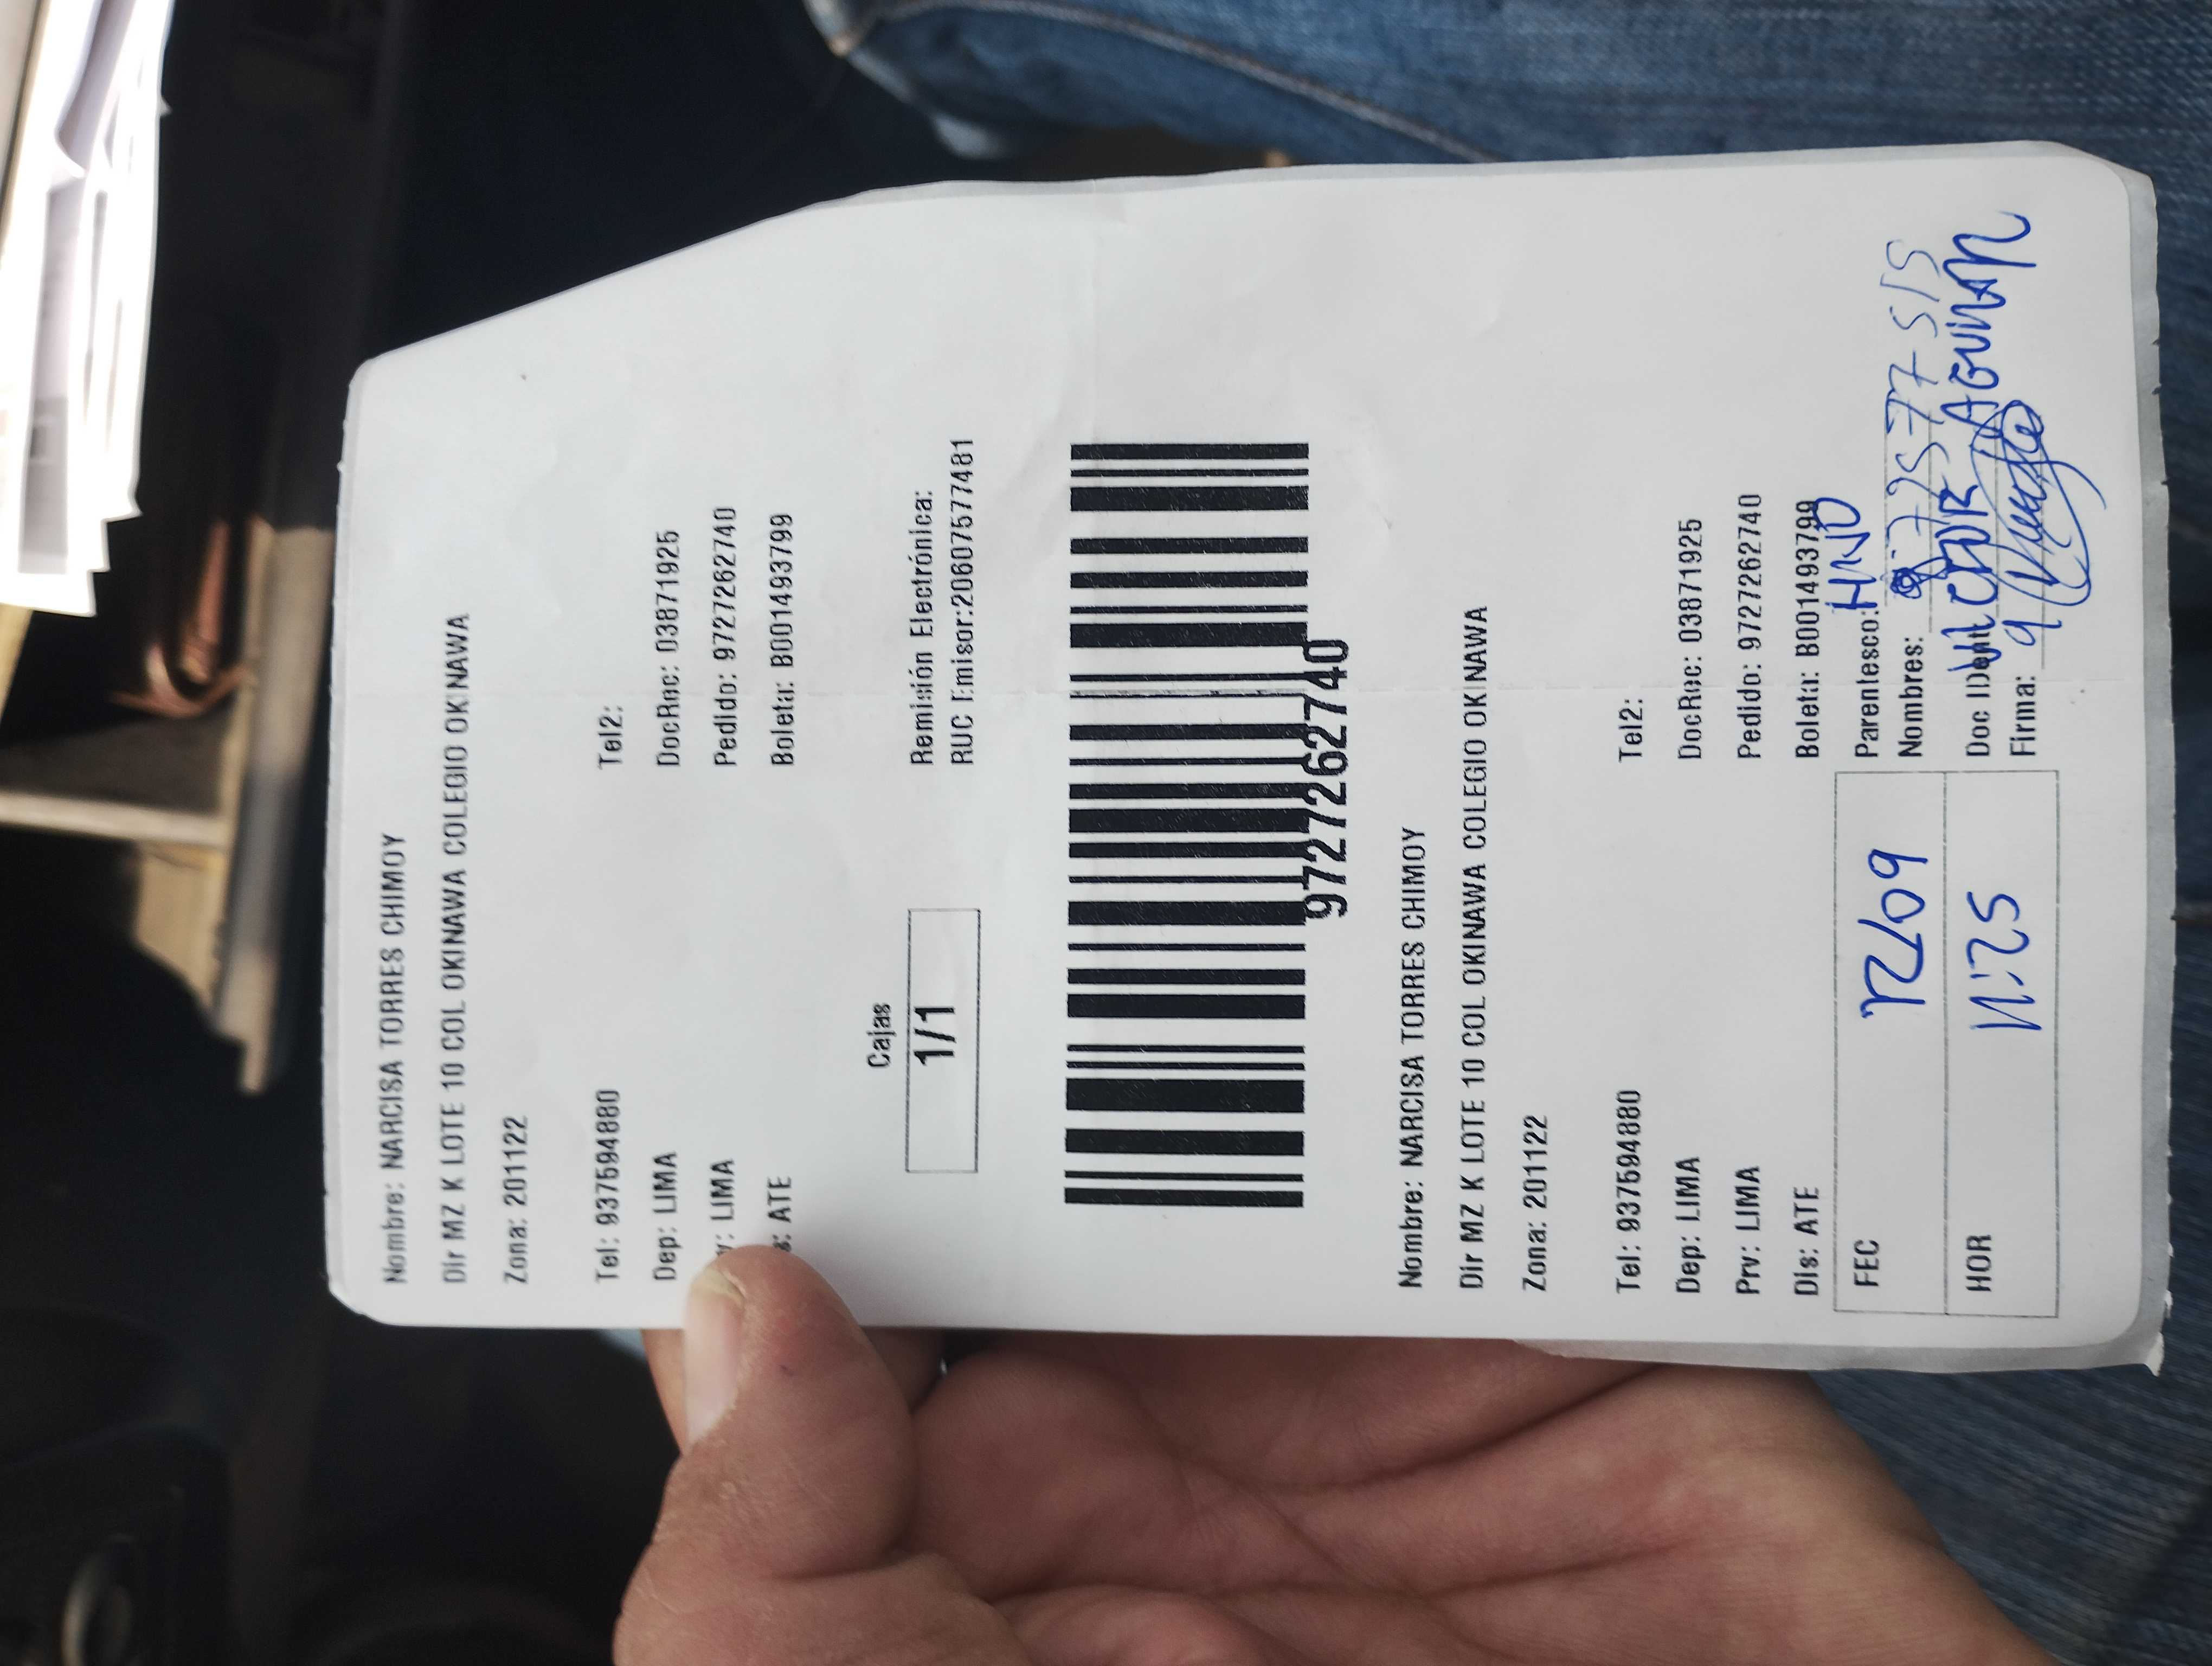 Nombre: NARCISA TORRES CHIMOY
Dir MZ K LOTE 10 COL OKINAWA COLEGIO OKINAWA
Zona: 201122
Tel: 937594880 Tel2:
Dep: LIMA DocRec: 03871925
v: LIMA Pedido: 9727262740
s: ATE Boleta: B001493799
Cajas
1/1
Remisión Electrónica:
RUC Emisor:20607577481
9727262740
Nombre: NARCISA TORRES CHIMOY
Dir MZ K LOTE 10 COL OKINAWA COLEGIO OKINAWA
Zona: 201122
Tel: 937594880 Tel2:
Dep: LIMA DocRec: 03871925
Prv: LIMA Pedido: 9727262740
Dis: ATE Boleta: B001493799
FEC Parentesco:
Nombres:
HOR 11:25 Doc IDent AGUILAR
Firma: